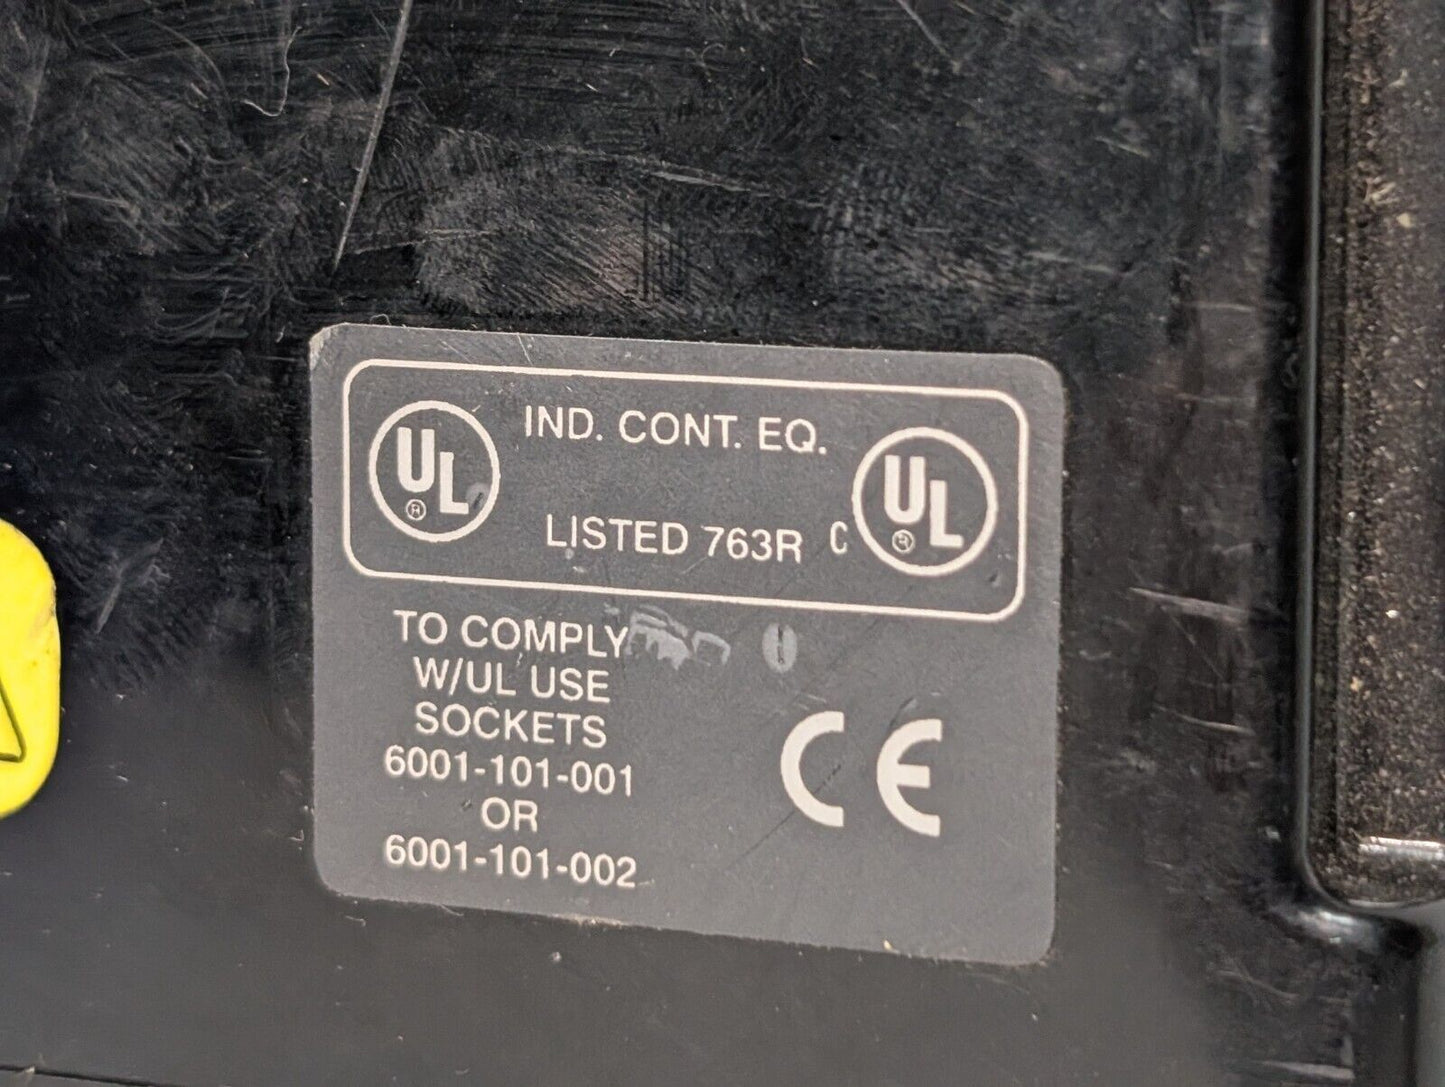 UL
®
IND. CONT. EQ.
LISTED 763R
C UL
®
TO COMPLY
W/UL USE
SOCKETS
6001-101-001
OR
6001-101-002
CE